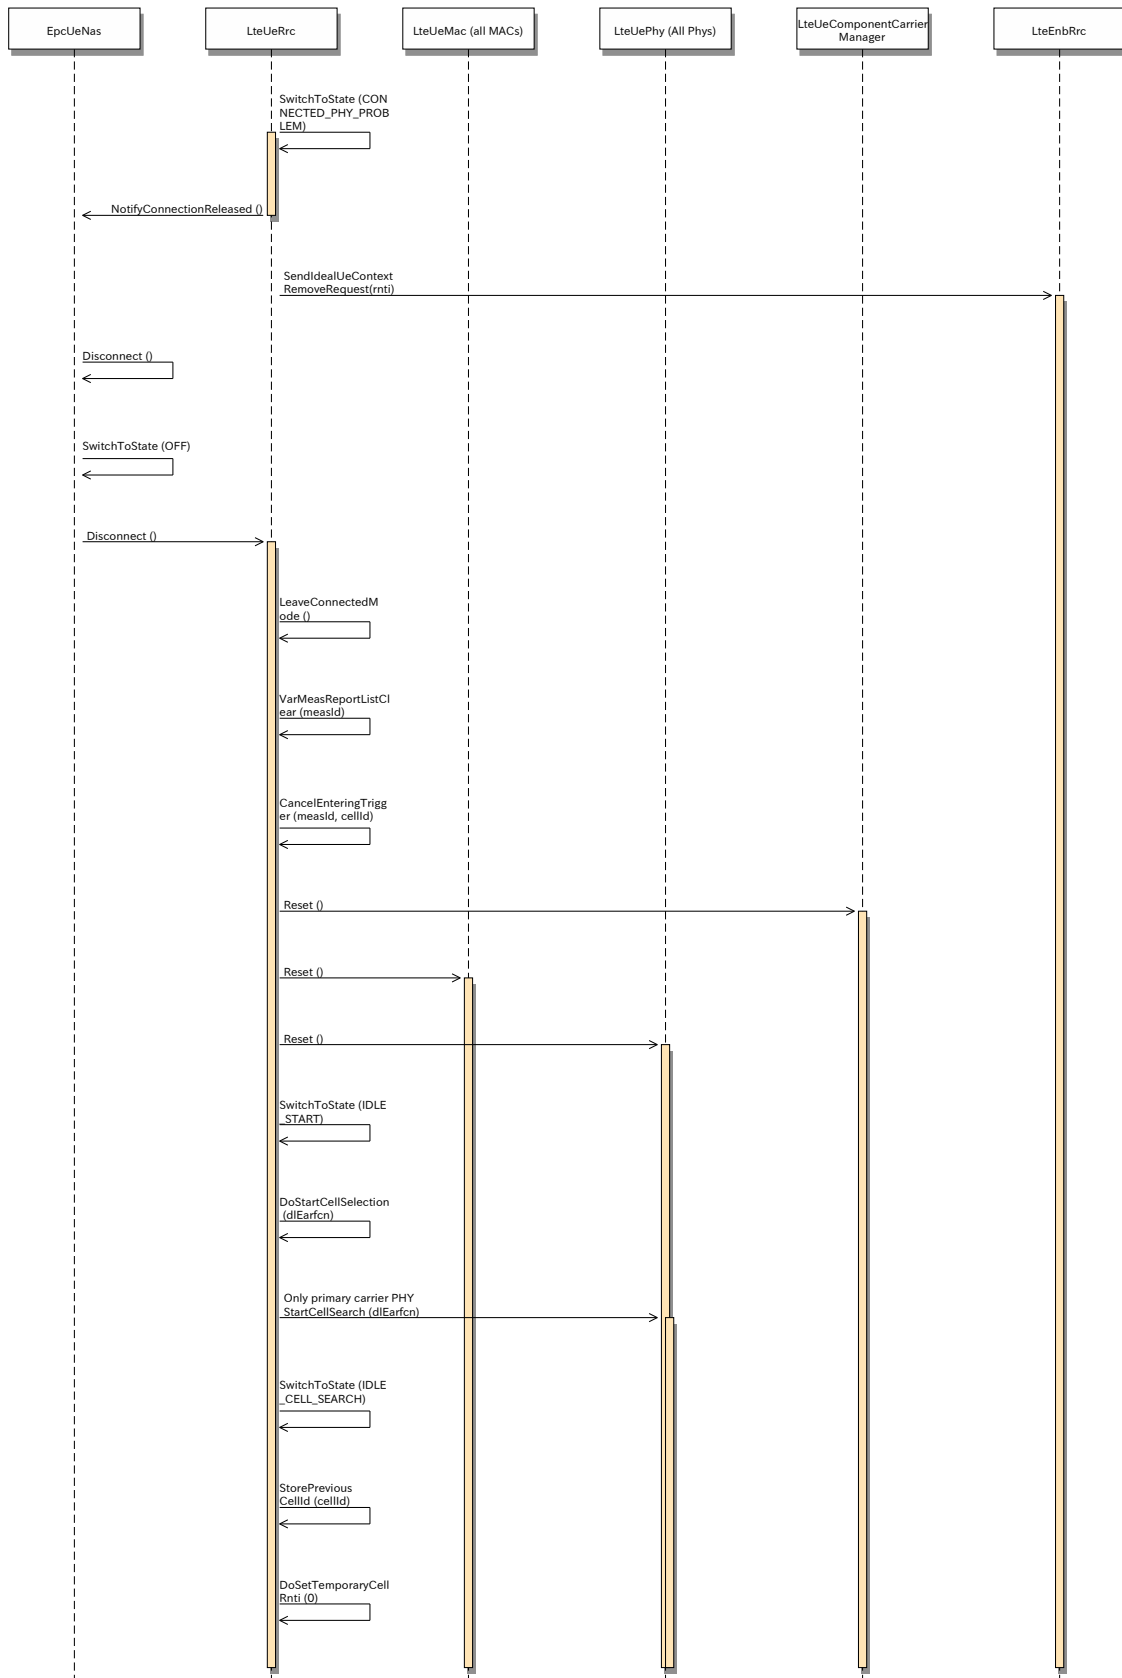 EpcUeNas
LteUeRrc
LteUeMac (all MACs)
LteUePhy (All Phys)
LteUeComponentCarrier
Manager
LteEnbRrc
SwitchToState (CON
NECTED_PHY_PROB
LEM)
NotifyConnectionReleased ()
SendIdealUeContext
RemoveRequest(rnti)
Disconnect ()
SwitchToState (OFF)
Disconnect ()
LeaveConnectedM
ode ()
VarMeasReportListCl
ear (measId)
CancelEnteringTrigg
er (measId, cellId)
Reset ()
Reset ()
Reset ()
SwitchToState (IDLE
_START)
DoStartCellSelection
(dlEarfcn)
Only primary carrier PHY
StartCellSearch (dlEarfcn)
SwitchToState (IDLE
_CELL_SEARCH)
StorePrevious
CellId (cellId)
DoSetTemporaryCell
Rnti (0)